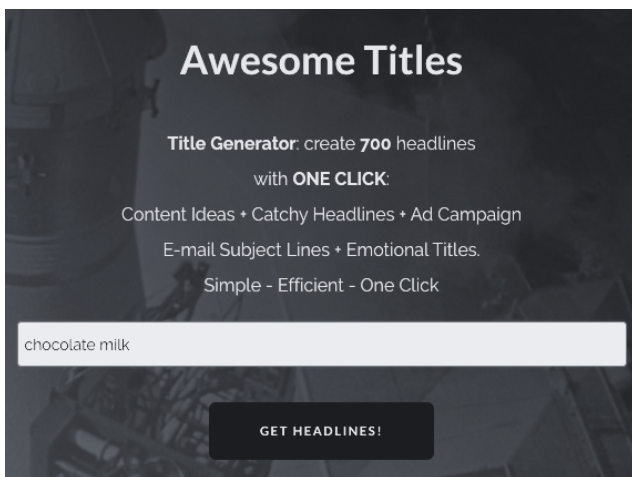 Awesome Titles
Title Generator: create 700 headlines
with ONE CLICK:
Content Ideas + Catchy Headlines + Ad Campaign
E-mail Subject Lines + Emotional Titles.
Simple - Efficient - One Click
chocolate milk
GET HEADLINES!